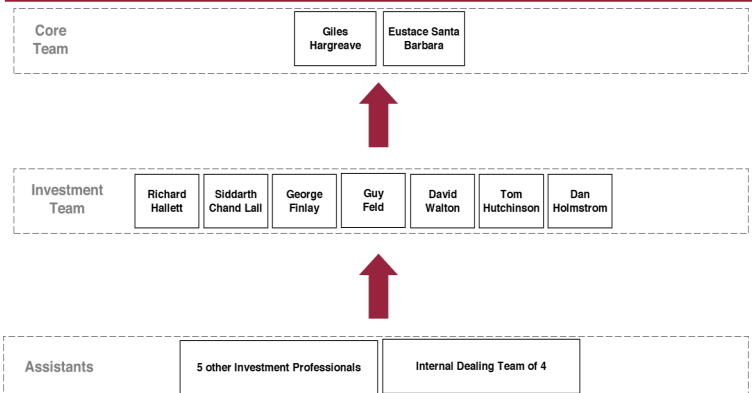 Core
Team
Giles
Hargreave
Eustace Santa
Barbara
Investment
Team
Richard
Hallett
Siddarth
Chand Lall
George
Finlay
Guy
Feld
David
Walton
Tom
Hutchinson
Dan
Holmstrom
Assistants
5 other Investment Professionals
Internal Dealing Team of 4